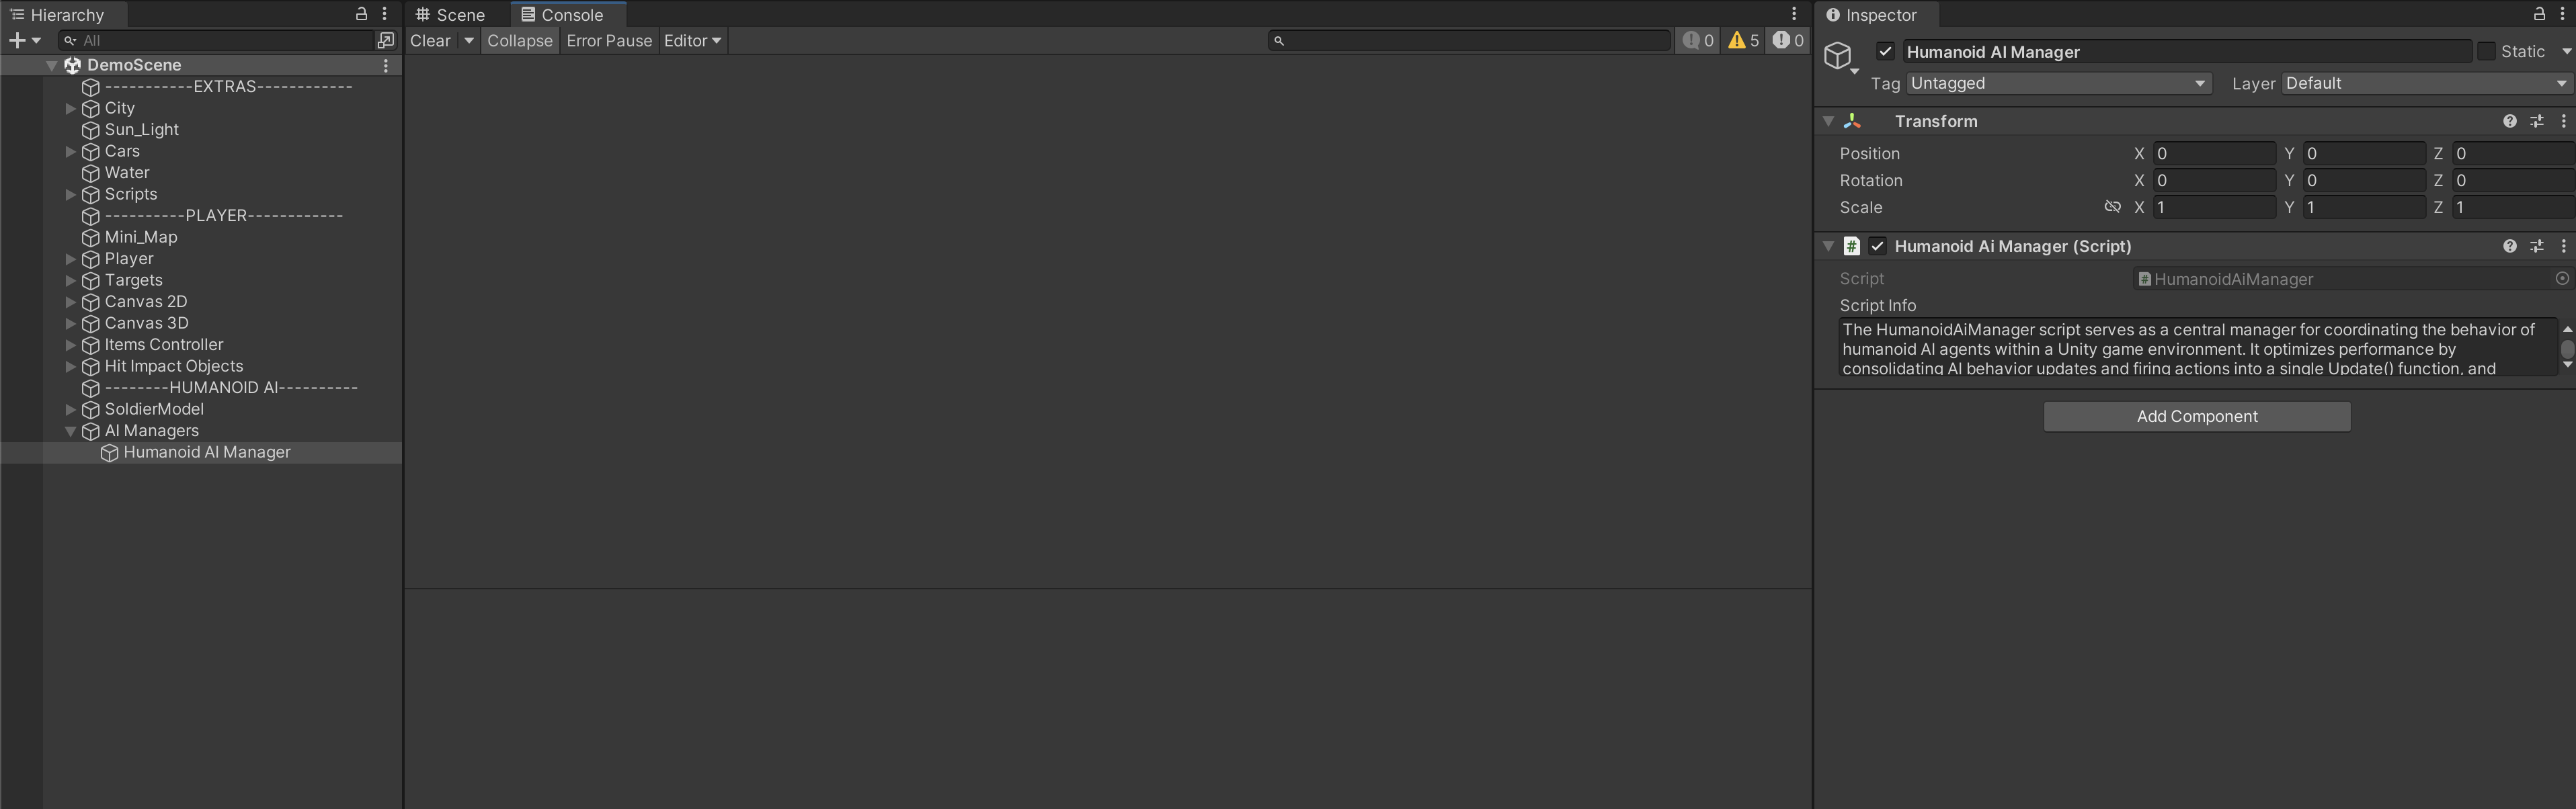 Hierarchy
All
DemoScene
-----------EXTRAS------------
City
Sun_Light
Cars
Water
Scripts
----------PLAYER------------
Mini_Map
Player
Targets
Canvas 2D
Canvas 3D
Items Controller
Hit Impact Objects
--------HUMANOID AI----------
SoldierModel
AI Managers
Humanoid AI Manager
Scene Console
Clear Collapse Error Pause Editor 0 5 0
Inspector
Humanoid AI Manager Static
Tag Untagged Layer Default
Transform
Position X 0 Y 0 Z 0
Rotation X 0 Y 0 Z 0
Scale X 1 Y 1 Z 1
# Humanoid Ai Manager (Script)
Script # HumanoidAiManager
Script Info
The HumanoidAiManager script serves as a central manager for coordinating the behavior of
humanoid AI agents within a Unity game environment. It optimizes performance by
consolidating AI behavior updates and firing actions into a single Update() function, and
Add Component